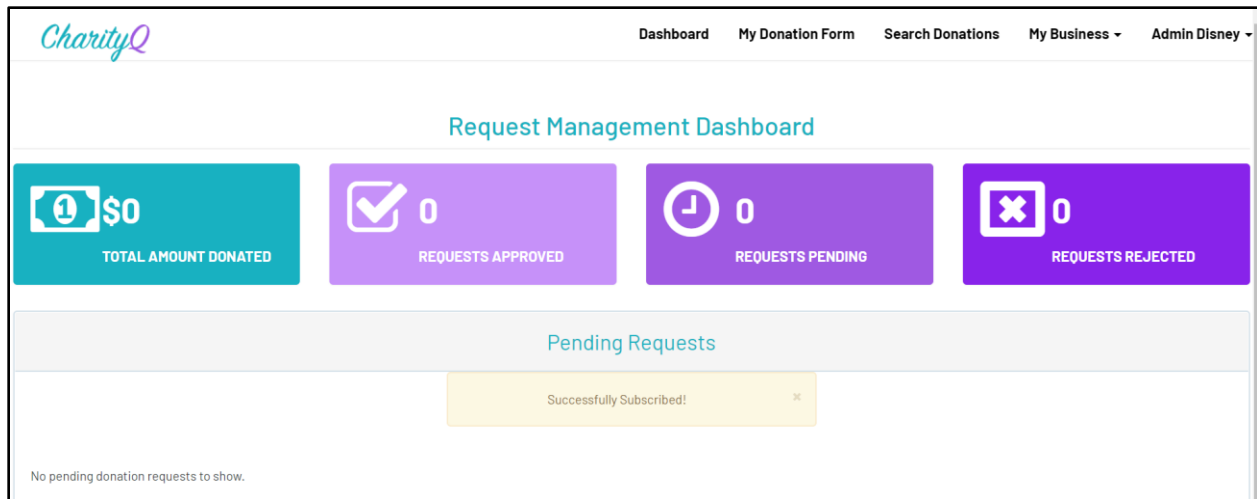 CharityQ
Dashboard My Donation Form Search Donations My Business Admin Disney
Request Management Dashboard
1 $0
TOTAL AMOUNT DONATED
0
REQUESTS APPROVED
0
REQUESTS PENDING
0
REQUESTS REJECTED
Pending Requests
Successfully Subscribed! ×
No pending donation requests to show.